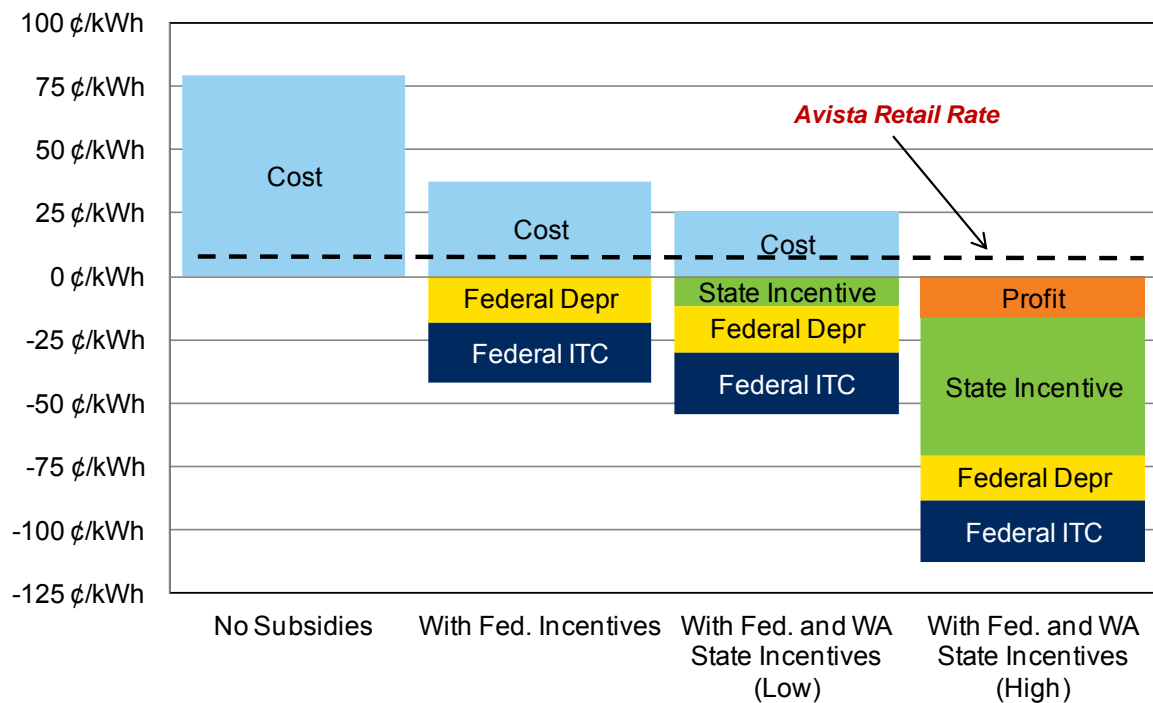 100 ¢/kWh
75 ¢/kWh
50 ¢/kWh
25 ¢/kWh
0 ¢/kWh
-25 ¢/kWh
-50 ¢/kWh
-75 ¢/kWh
-100 ¢/kWh
-125 ¢/kWh
Avista Retail Rate
Cost
Cost
Federal Depr
Federal ITC
Cost
State Incentive
Federal Depr
Federal ITC
Profit
State Incentive
Federal Depr
Federal ITC
No Subsidies
With Fed. Incentives
With Fed. and WA
State Incentives
(Low)
With Fed. and WA
State Incentives
(High)